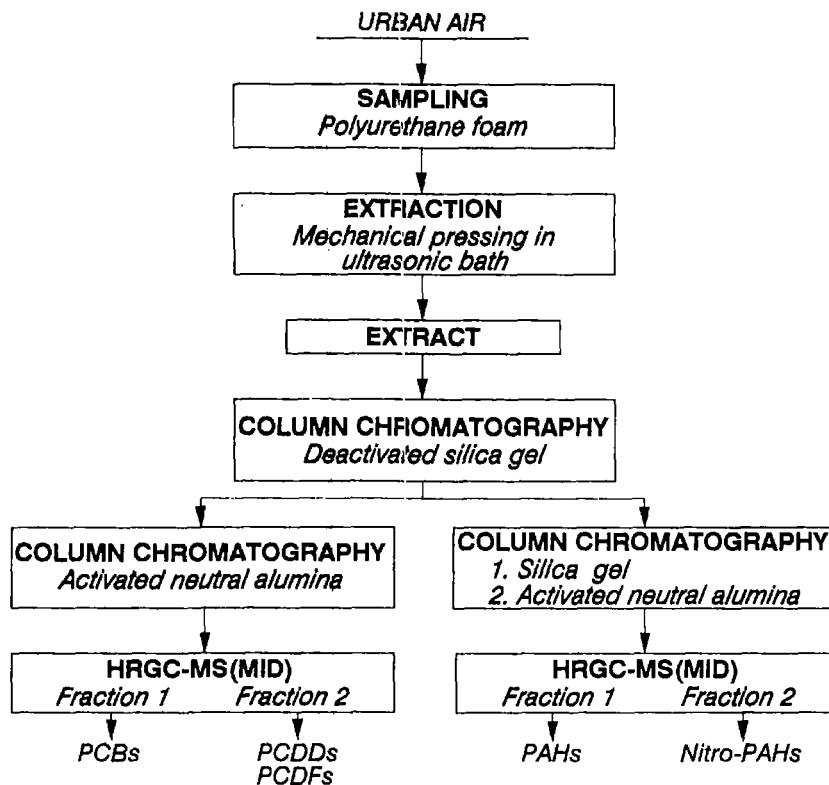 URBAN AIR
SAMPLING
Polyurethane foam
EXTRACTION
Mechanical pressing in
ultrasonic bath
EXTRACT
COLUMN CHROMATOGRAPHY
Deactivated silica gel
COLUMN CHROMATOGRAPHY
Activated neutral alumina
COLUMN CHROMATOGRAPHY
1. Silica gel
2. Activated neutral alumina
HRGC-MS(MID)
Fraction 1 Fraction 2
HRGC-MS(MID)
Fraction 1 Fraction 2
PCBs
PCDDs
PCDFs
PAHs
Nitro-PAHs